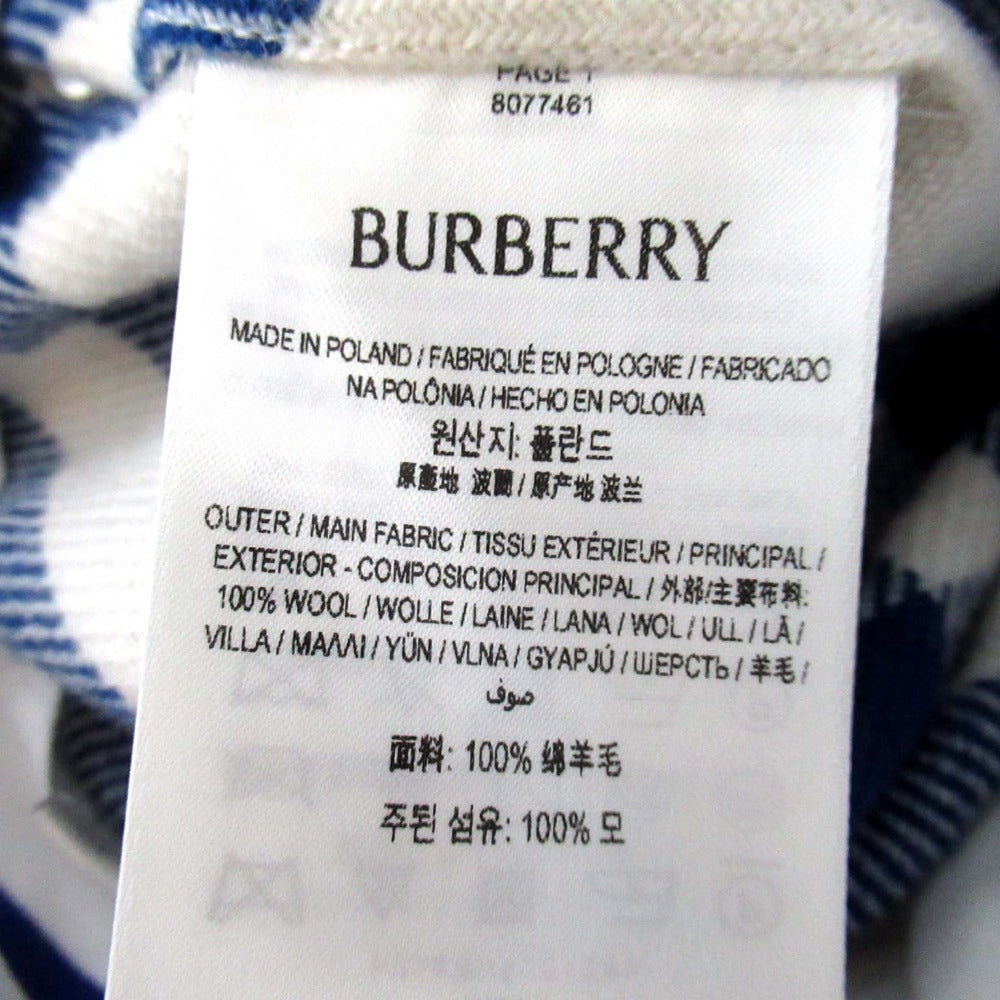 PAGE 1
8077461
BURBERRY
MADE IN POLAND / FABRIQUÉ EN POLOGNE / FABRICADO
NA POLÔNIA / HECHO EN POLONIA
원산지: 폴란드
原產地 波蘭 / 原产地 波兰
OUTER / MAIN FABRIC / TISSU EXTÉRIEUR / PRINCIPAL /
EXTERIOR - COMPOSICION PRINCIPAL / 外部/主要布料:
100% WOOL / WOLLE / LAINE / LANA / WOL / ULL / LÃ /
VILLA / ΜΑΛΛΙ / YÜN / VLNA / GYAPJÚ / ШЕРСТЬ / 羊毛 /
صوف
面料: 100% 绵羊毛
주된 섬유: 100% 모